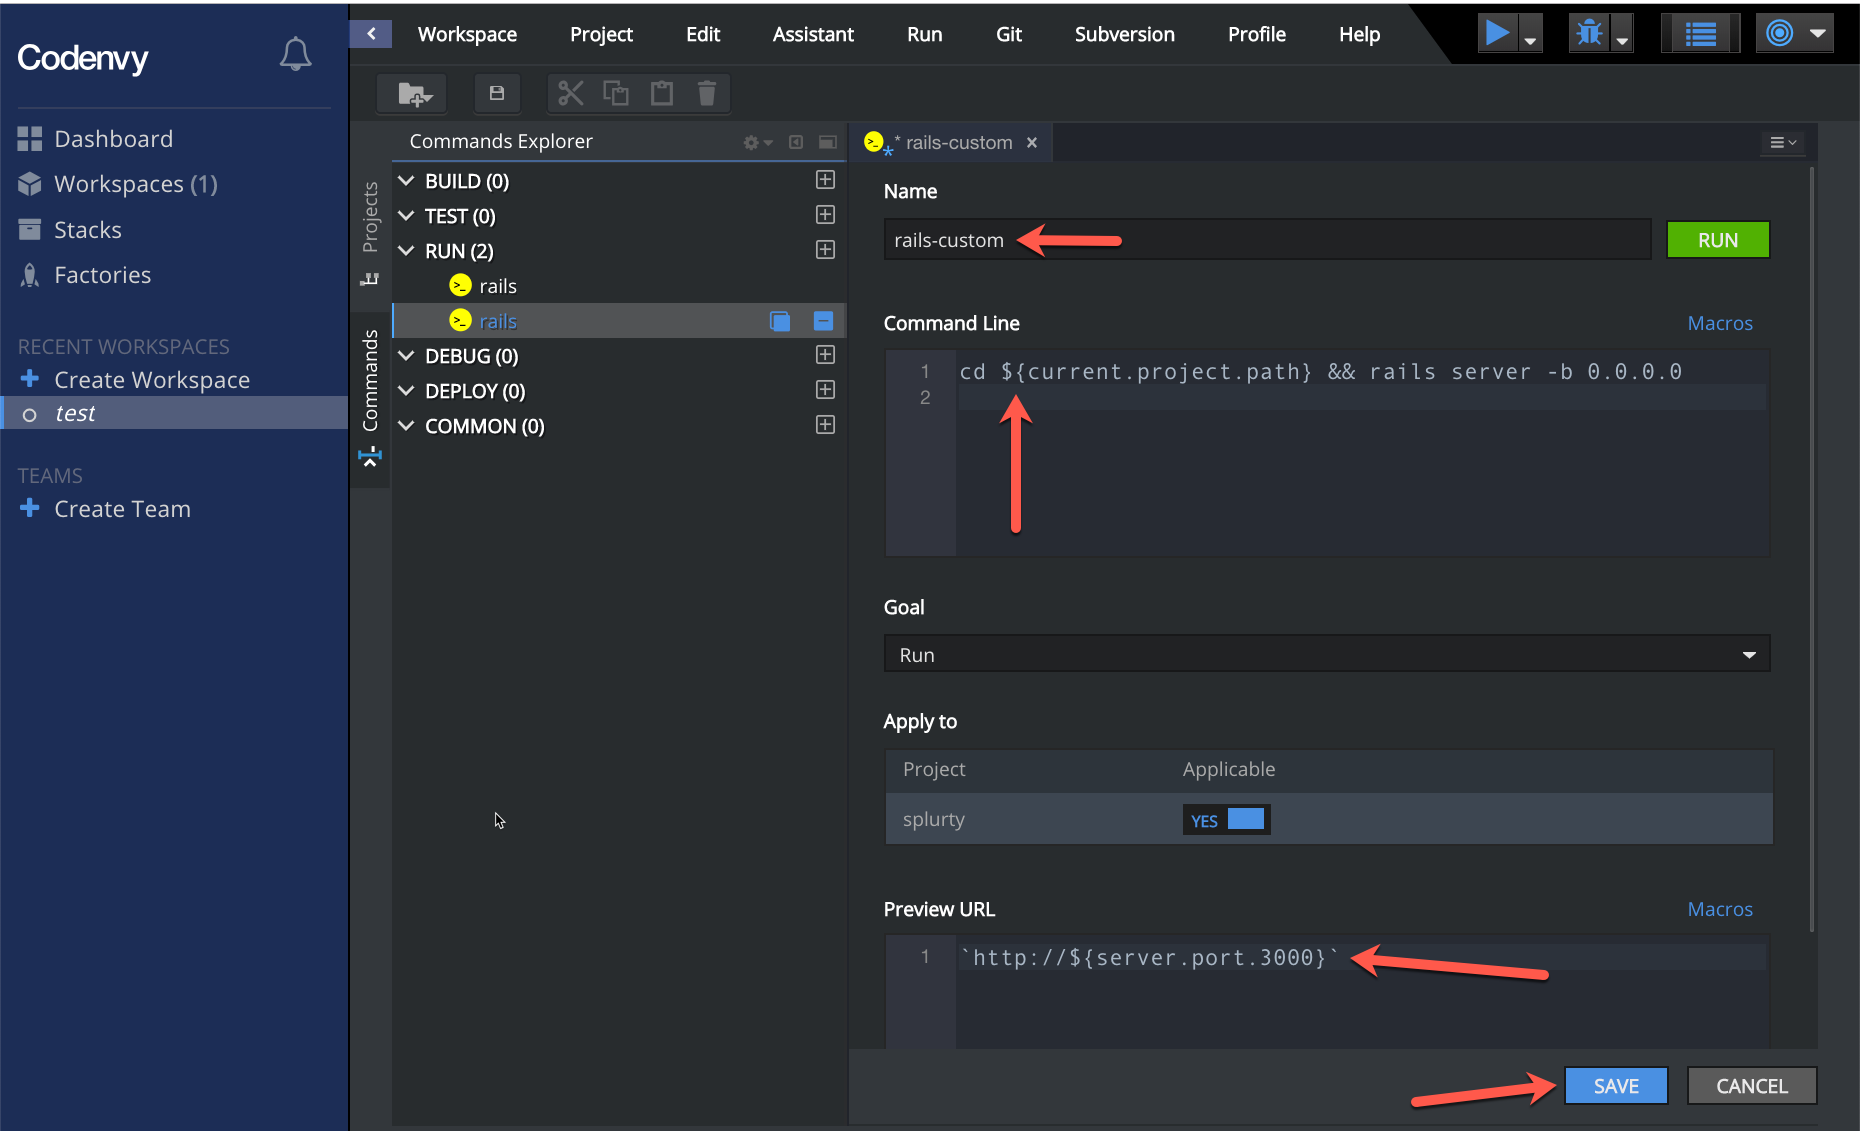 Codenvy
Dashboard
Workspaces (1)
Stacks
Factories
RECENT WORKSPACES
Create Workspace
test
TEAMS
Create Team
Workspace Project Edit Assistant Run Git Subversion Profile Help
Projects
Commands
Commands Explorer
BUILD (0)
TEST (0)
RUN (2)
rails
rails
DEBUG (0)
DEPLOY (0)
COMMON (0)
* rails-custom
Name
rails-custom
RUN
Command Line Macros
1 cd ${current.project.path} && rails server -b 0.0.0.0
2
Goal
Run
Apply to
Project Applicable
splurty YES
Preview URL Macros
1 `http://${server.port.3000}`
SAVE CANCEL